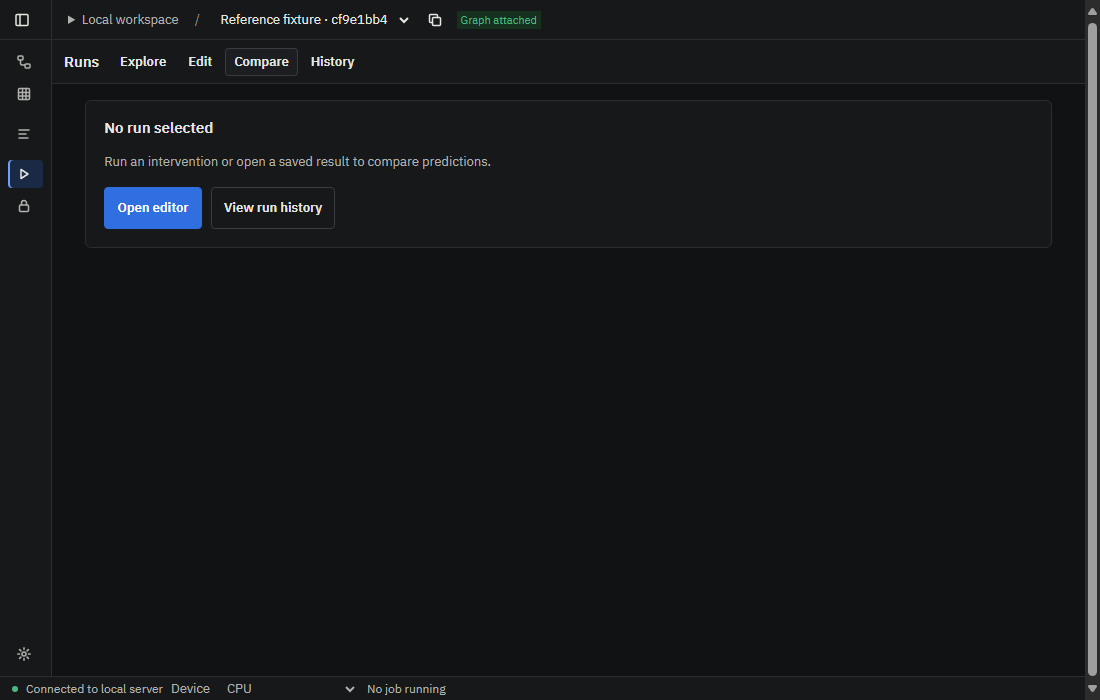 Local workspace / Reference fixture · cf9e1bb4 Graph attached
Runs Explore Edit Compare History
No run selected
Run an intervention or open a saved result to compare predictions.
Open editor View run history
Connected to local server Device CPU No job running